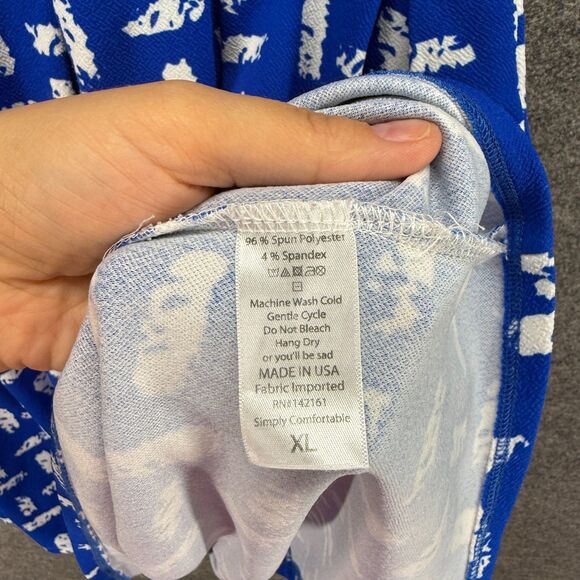 96 % Spun Polyester
4 % Spandex
Machine Wash Cold
Gentle Cycle
Do Not Bleach
Hang Dry
or you'll be sad
MADE IN USA
Fabric Imported
RN#142161
Simply Comfortable
XL